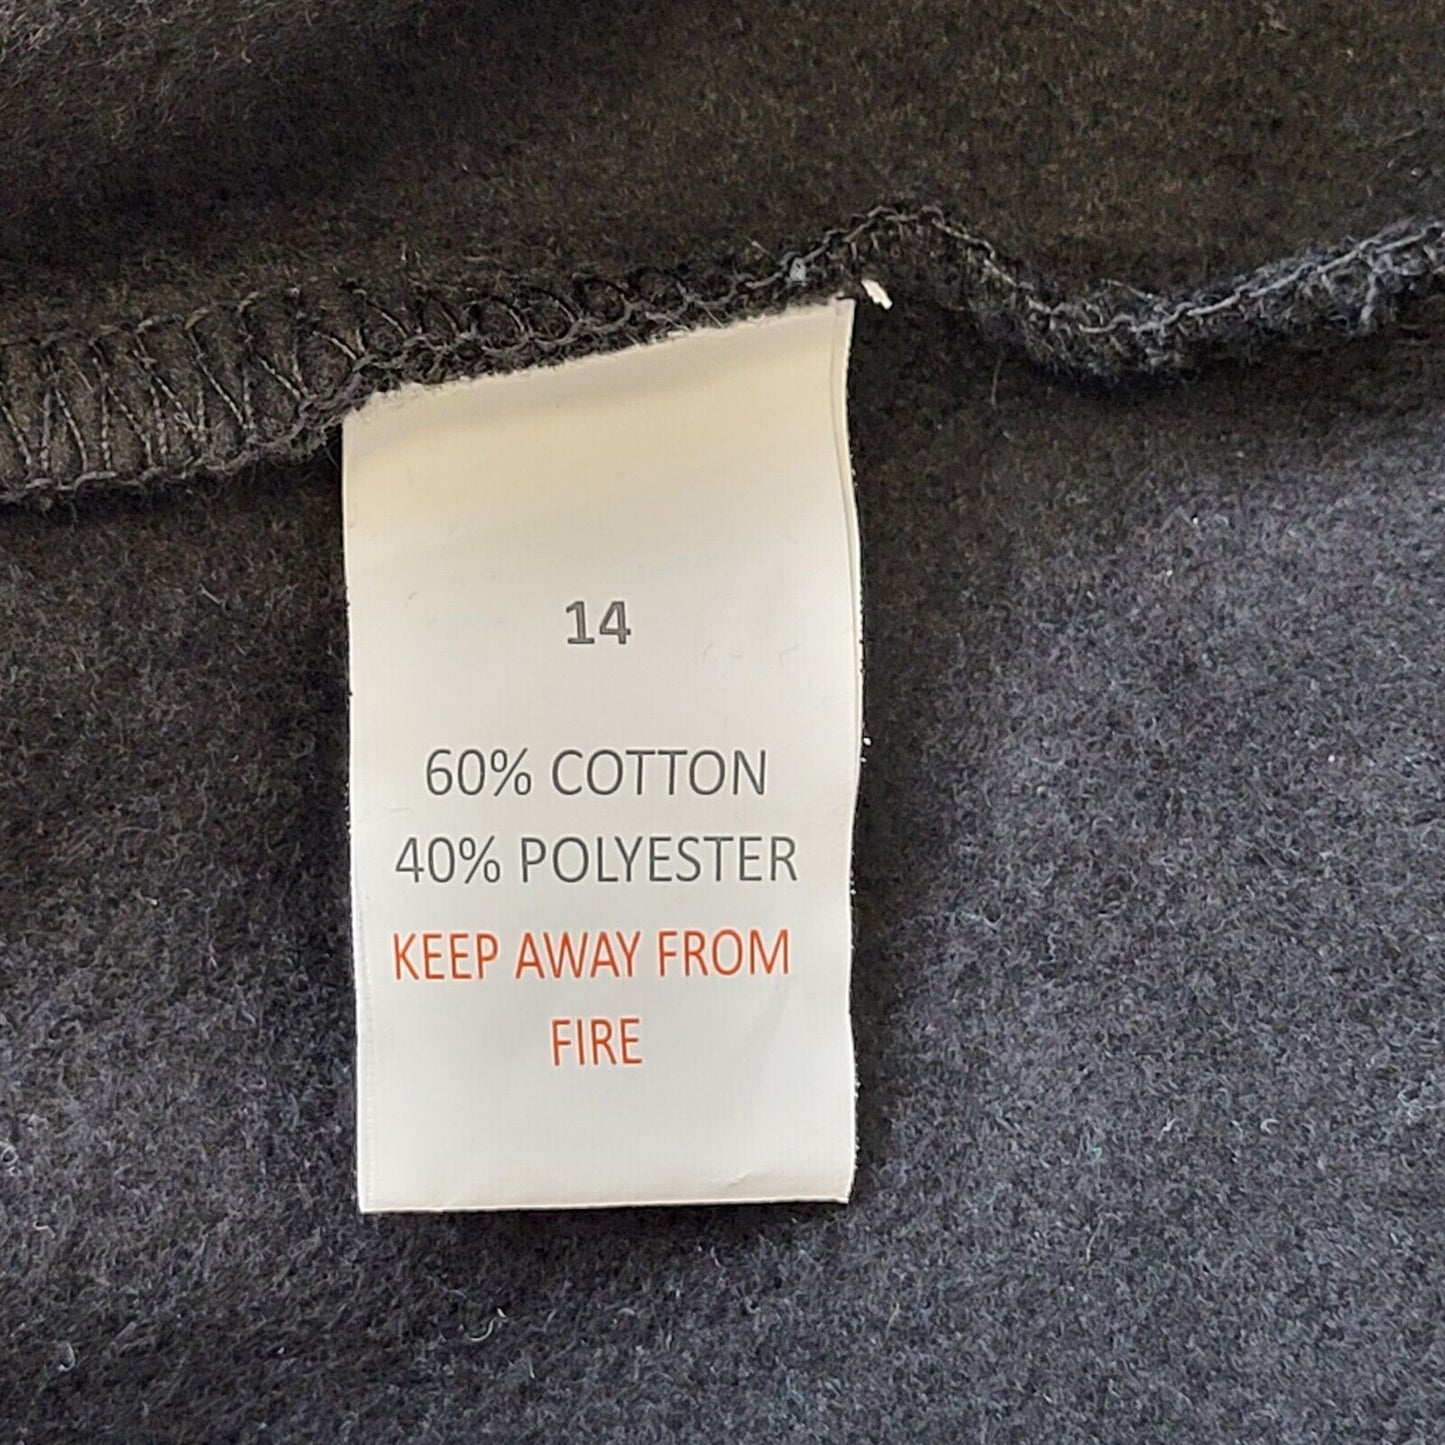 14
60% COTTON
40% POLYESTER
KEEP AWAY FROM
FIRE